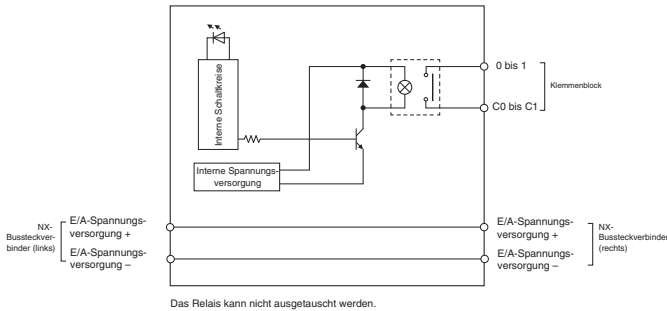 Interne Schaltkreise
0 bis 1
Klemmenblock
C0 bis C1
Interne Spannungs-
versorgung
NX-
Bussteckver-
binder (links)
E/A-Spannungs-
versorgung +
E/A-Spannungs-
versorgung –
E/A-Spannungs-
versorgung +
E/A-Spannungs-
versorgung –
NX-
Bussteckverbinder
(rechts)
Das Relais kann nicht ausgetauscht werden.